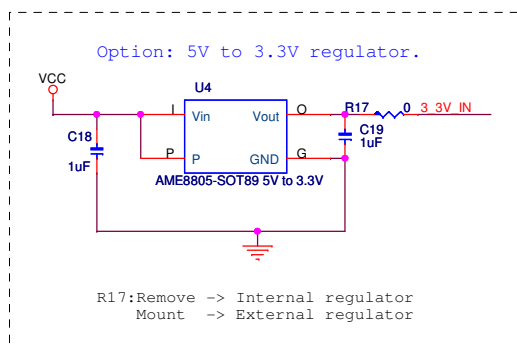 Option: 5V to 3.3V regulator.
VCC
U4
I Vin Vout O R17 0 3_3V_IN
C18 C19
1uF 1uF
P P GND G
AME8805-SOT89 5V to 3.3V
R17:Remove -> Internal regulator
Mount -> External regulator